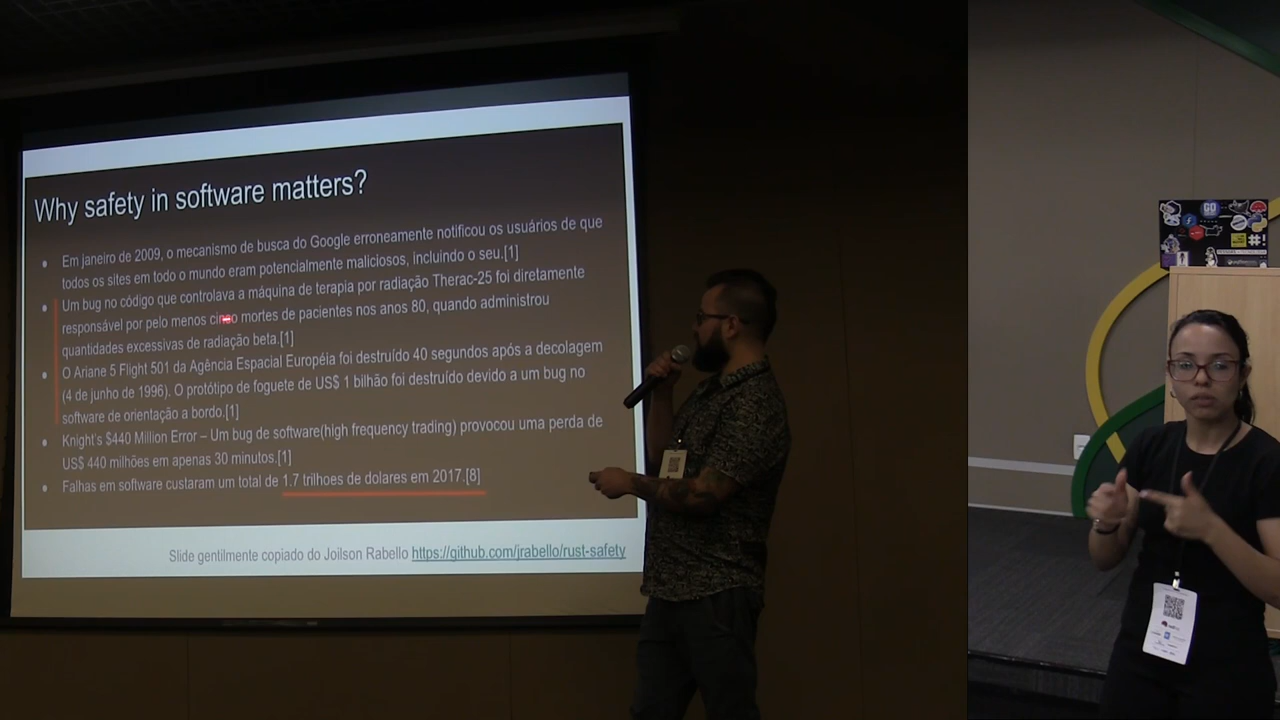 Why safety in software matters?
● Em janeiro de 2009, o mecanismo de busca do Google erroneamente notificou os usuários de que
todos os sites em todo o mundo eram potencialmente maliciosos, incluindo o seu.[1]
● Um bug no código que controlava a máquina de terapia por radiação Therac-25 foi diretamente
responsável por pelo menos cinco mortes de pacientes nos anos 80, quando administrou
quantidades excessivas de radiação beta.[1]
● O Ariane 5 Flight 501 da Agência Espacial Européia foi destruído 40 segundos após a decolagem
(4 de junho de 1996). O protótipo de foguete de US$ 1 bilhão foi destruído devido a um bug no
software de orientação a bordo.[1]
● Knight's $440 Million Error – Um bug de software(high frequency trading) provocou uma perda de
US$ 440 milhões em apenas 30 minutos.[1]
● Falhas em software custaram um total de 1.7 trilhoes de dolares em 2017.[8]
Slide gentilmente copiado do Joilson Rabello https://github.com/jrabello/rust-safety
GO
#!